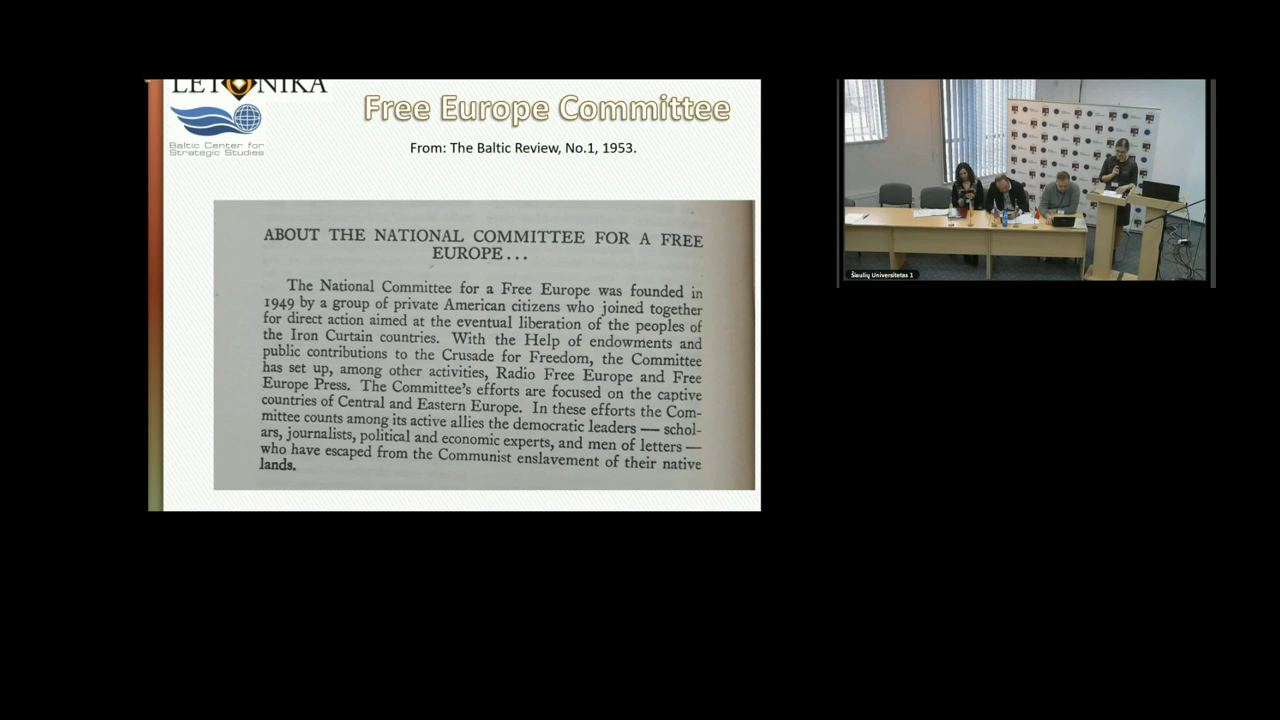 LETONIKA
Baltic Center for
Strategic Studies
Free Europe Committee
From: The Baltic Review, No.1, 1953.
ABOUT THE NATIONAL COMMITTEE FOR A FREE
EUROPE...
The National Committee for a Free Europe was founded in
1949 by a group of private American citizens who joined together
for direct action aimed at the eventual liberation of the peoples of
the Iron Curtain countries. With the Help of endowments and
public contributions to the Crusade for Freedom, the Committee
has set up, among other activities, Radio Free Europe and Free
Europe Press. The Committee's efforts are focused on the captive
countries of Central and Eastern Europe. In these efforts the Com-
mittee counts among its active allies the democratic leaders — schol-
ars, journalists, political and economic experts, and men of letters —
who have escaped from the Communist enslavement of their native
lands.
Šiaulių Universitetas 1